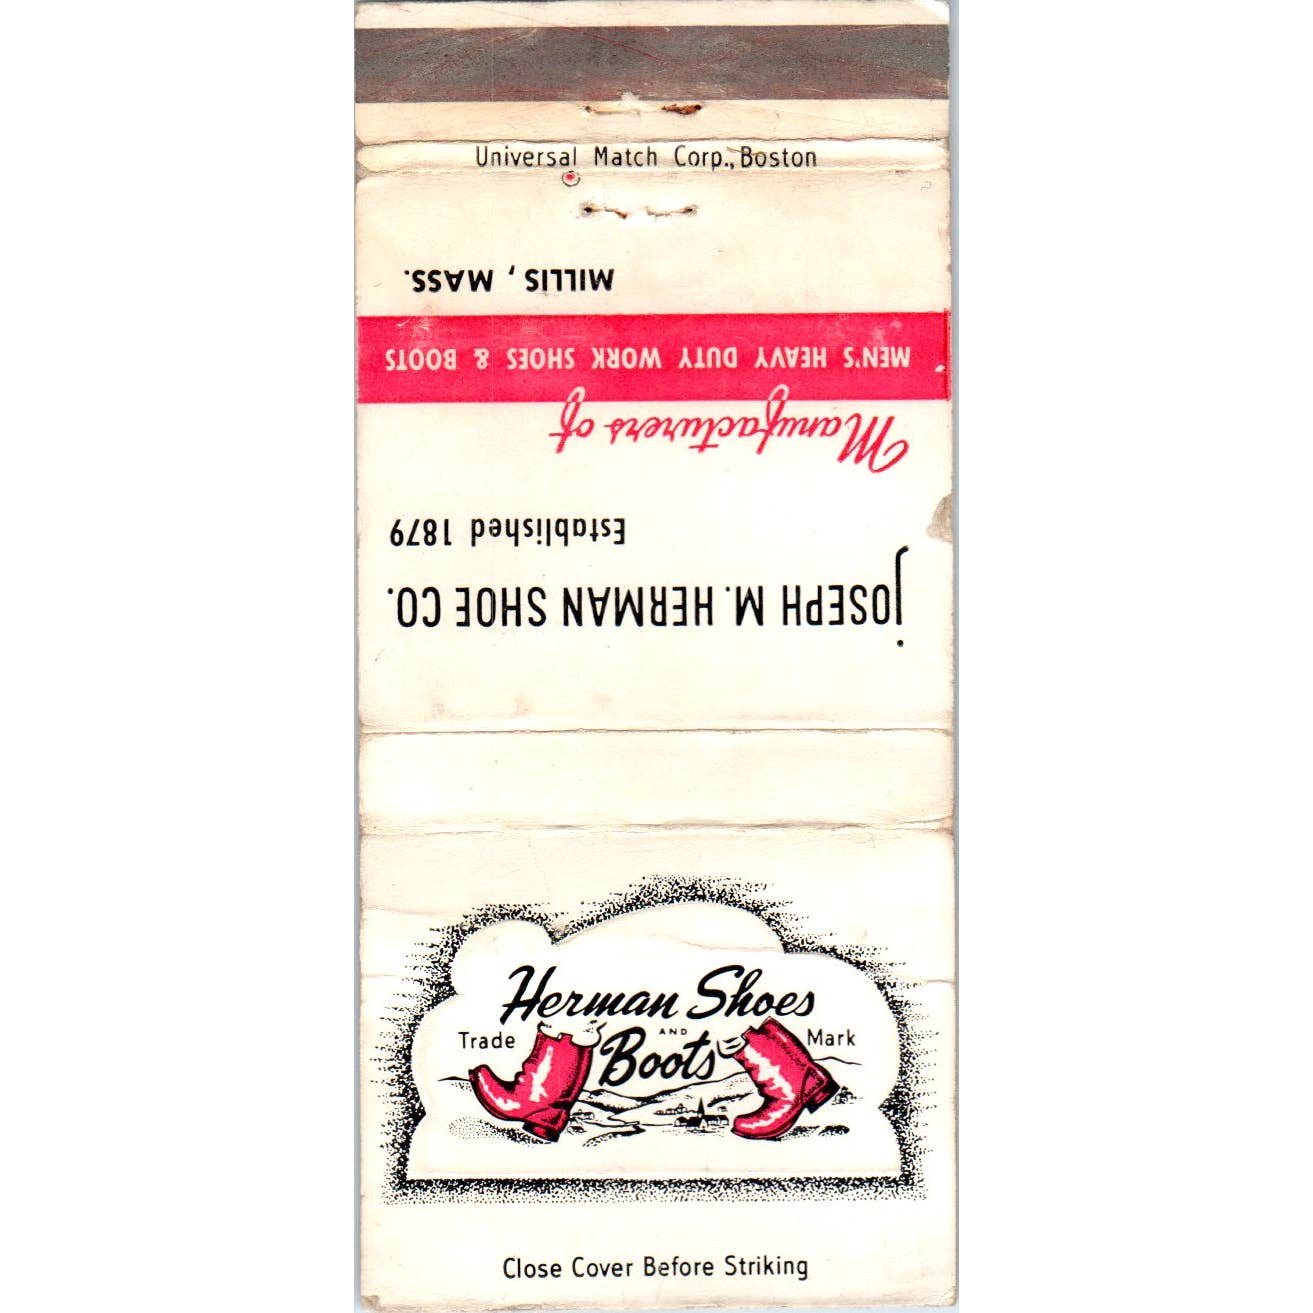 Universal Match Corp., Boston
JOSEPH M. HERMAN SHOE CO.
Established 1879
Manufacturers of
MEN'S HEAVY DUTY WORK SHOES & BOOTS
MILLIS, MASS.
Herman Shoes
AND
Trade Boots Mark
Close Cover Before Striking